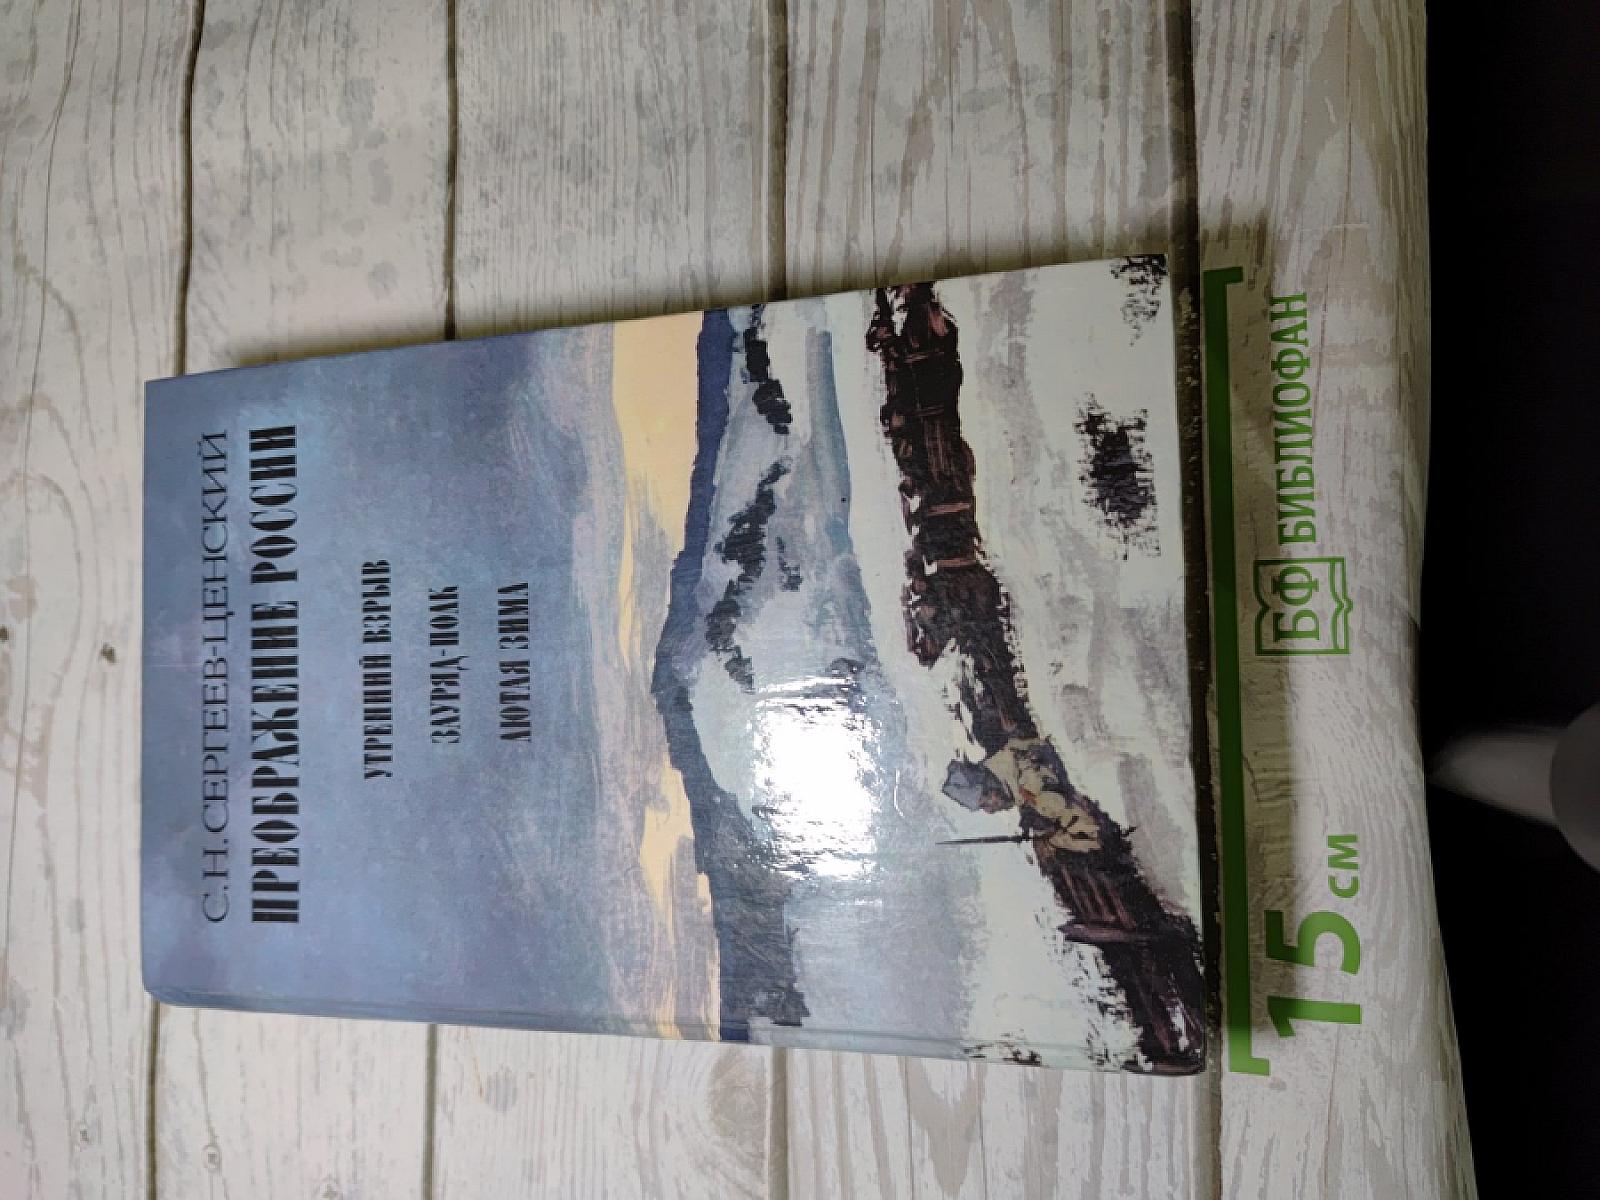 С.Н.СЕРГЕЕВ-ЦЕНСКИЙ
ПРЕОБРАЖЕНИЕ РОССИИ
УТРЕННИЙ ВЗРЫВ
ЗАУРЯД-ПОЛК
ЛЮТАЯ ЗИМА
15 см
БФ БИБЛИОФАН